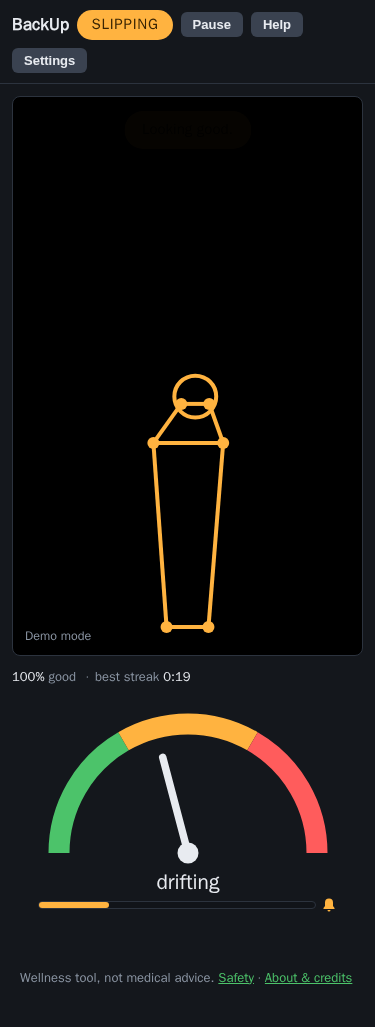 BackUp SLIPPING Pause Help
Settings
Demo mode
100% good · best streak 0:19
drifting
Wellness tool, not medical advice. Safety · About & credits